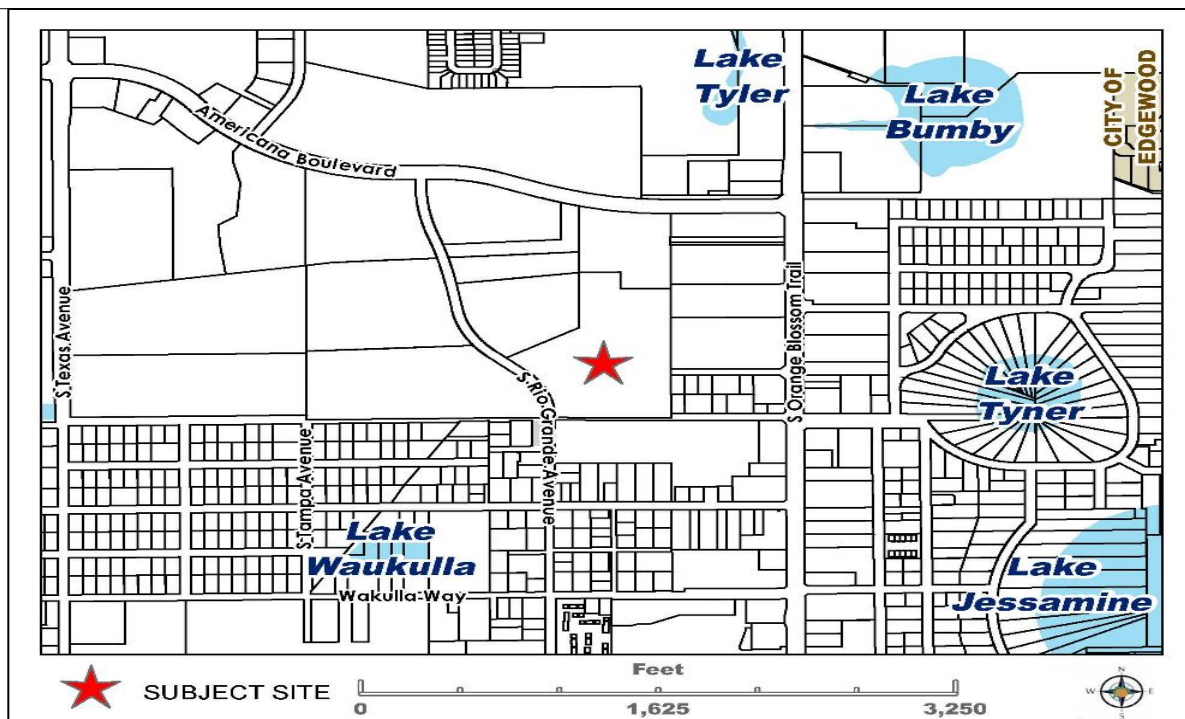 Lake
Tyler
Lake
Bumby
CITY OF
EDGEWOOD
Americana Boulevard
S Texas Avenue
S Orange Blossom Trail
S Rio Grande Avenue
Lake
Tyner
S Tampa Avenue
Lake
Waukulla
Wakulla Way
Lake
Jessamine
SUBJECT SITE
Feet
0
1,625
3,250
N
W
E
S